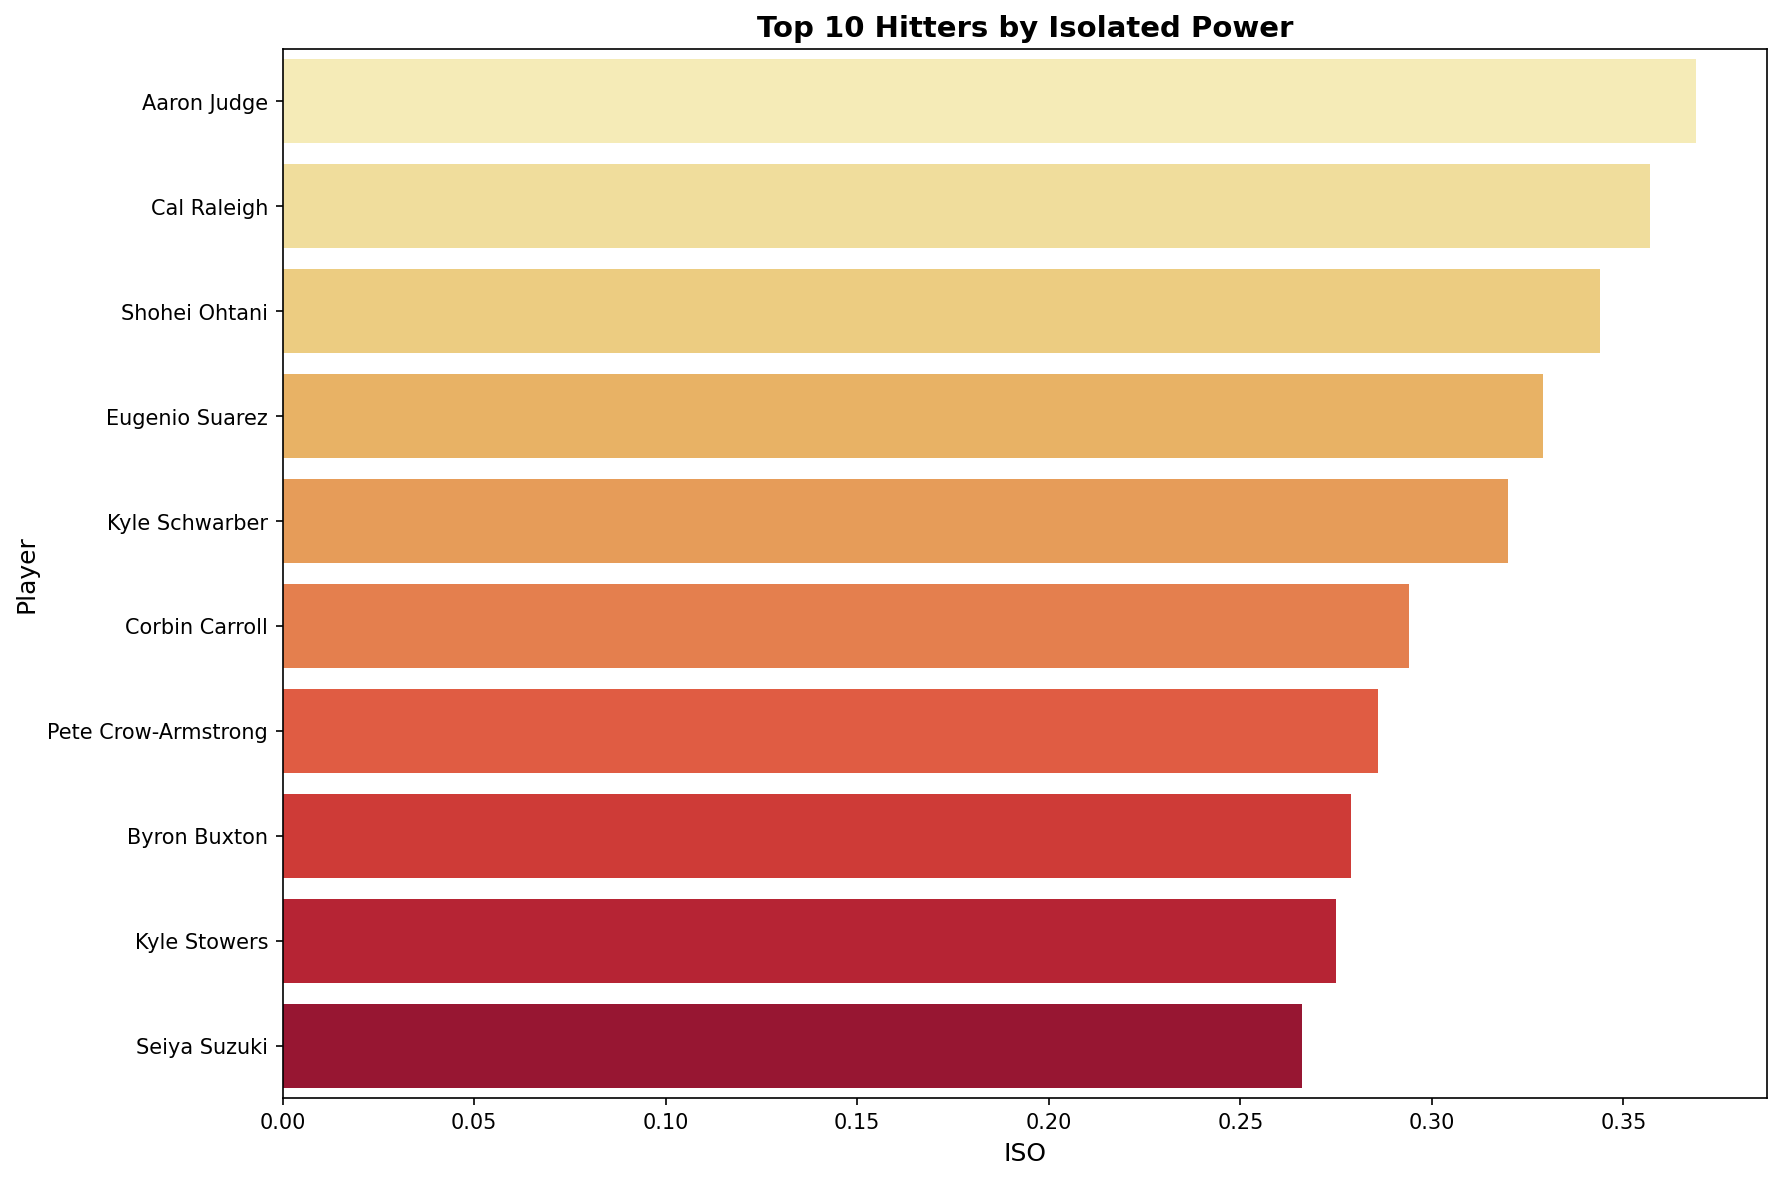 Top 10 Hitters by Isolated Power
Aaron Judge
Cal Raleigh
Shohei Ohtani
Eugenio Suarez
Kyle Schwarber
Corbin Carroll
Pete Crow-Armstrong
Byron Buxton
Kyle Stowers
Seiya Suzuki
Player
0.00 0.05 0.10 0.15 0.20 0.25 0.30 0.35
ISO